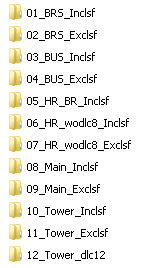 01_BRS_Inclsf
02_BRS_Exclsf
03_BUS_Inclsf
04_BUS_Exclsf
05_HR_BR_Inclsf
06_HR_wodlc8_Inclsf
07_HR_wodlc8_Exclsf
08_Main_Inclsf
09_Main_Exclsf
10_Tower_Inclsf
11_Tower_Exclsf
12_Tower_dlc12